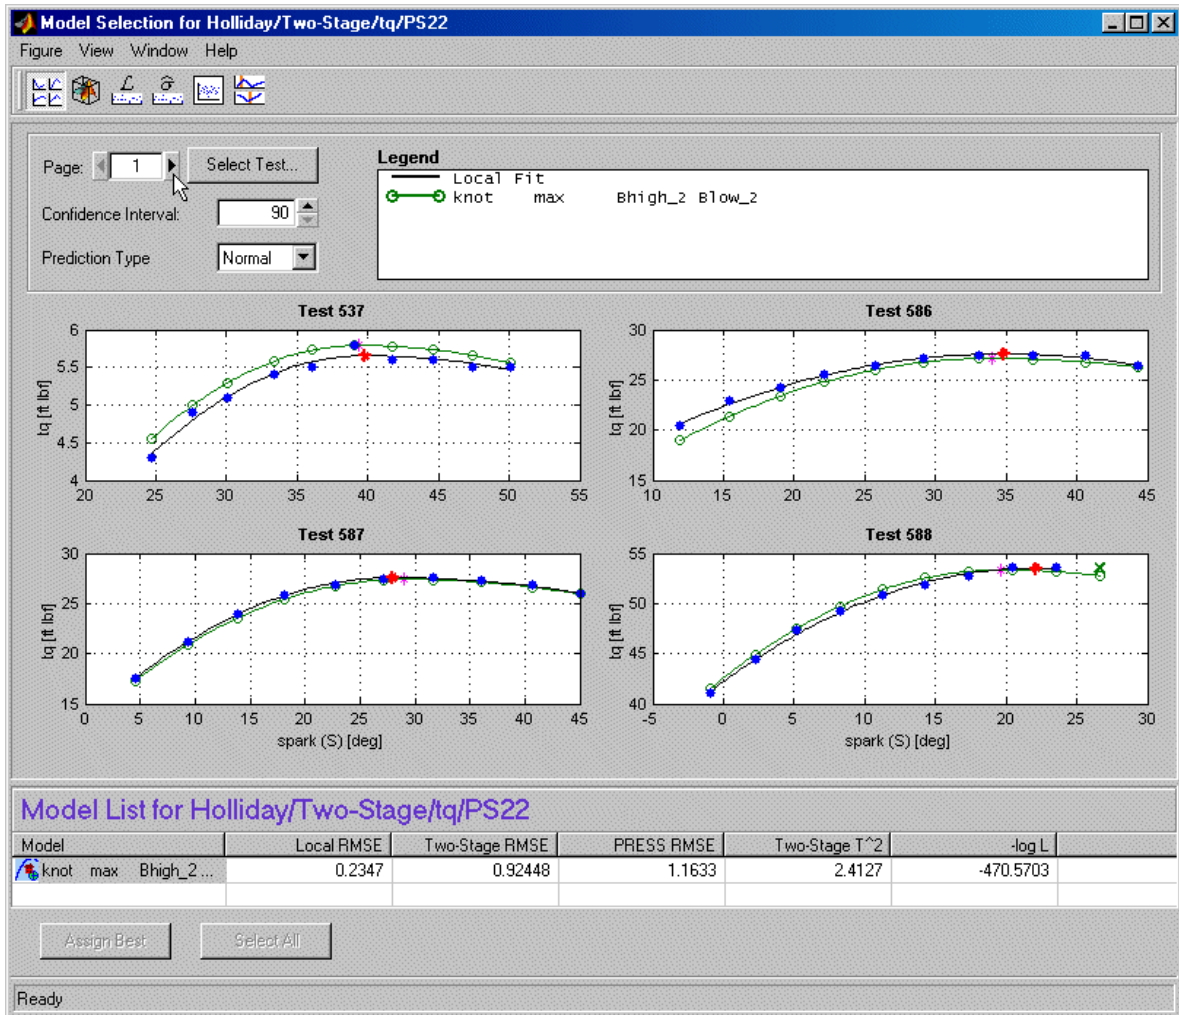 Model Selection for Holliday/Two-Stage/tq/PS22
Figure View Window Help
Page: 1 Select Test...
Confidence Interval: 90
Prediction Type Normal
Legend
Local Fit
knot max Bhigh_2 Blow_2
Test 537
6
5.5
5
4.5
4
tq [ft lbf]
20 25 30 35 40 45 50 55
Test 586
30
25
20
15
tq [ft lbf]
10 15 20 25 30 35 40 45
Test 587
30
25
20
15
tq [ft lbf]
0 5 10 15 20 25 30 35 40 45
spark (S) [deg]
Test 588
55
50
45
40
tq [ft lbf]
-5 0 5 10 15 20 25 30
spark (S) [deg]
Model List for Holliday/Two-Stage/tq/PS22
Model Local RMSE Two-Stage RMSE PRESS RMSE Two-Stage T^2 -log L
knot max Bhigh_2 ... 0.2347 0.92448 1.1633 2.4127 -470.5703
Assign Best Select All
Ready